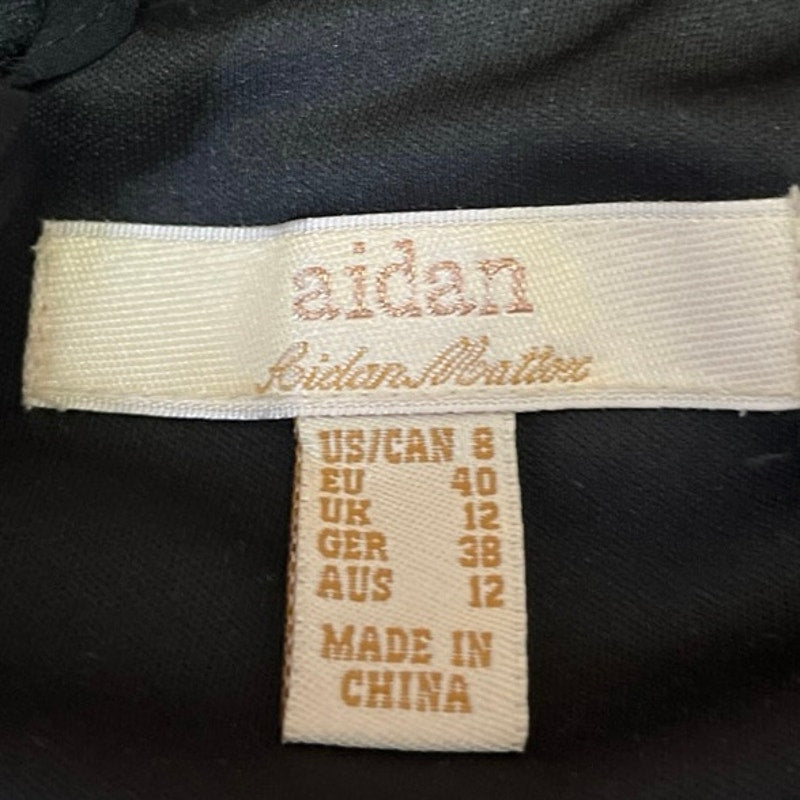 aidan
Aidan Mattox
US/CAN 8
EU 40
UK 12
GER 38
AUS 12
MADE IN
CHINA